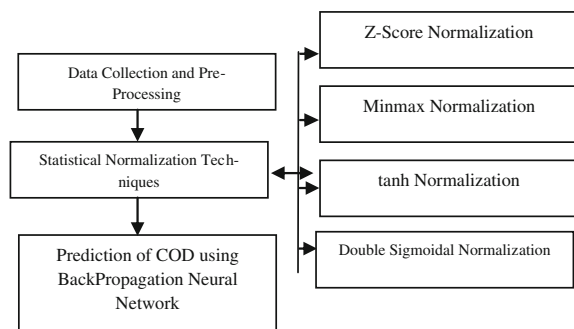 Data Collection and Pre-
Processing
Statistical Normalization Tech-
niques
Prediction of COD using
BackPropagation Neural
Network
Z-Score Normalization
Minmax Normalization
tanh Normalization
Double Sigmoidal Normalization